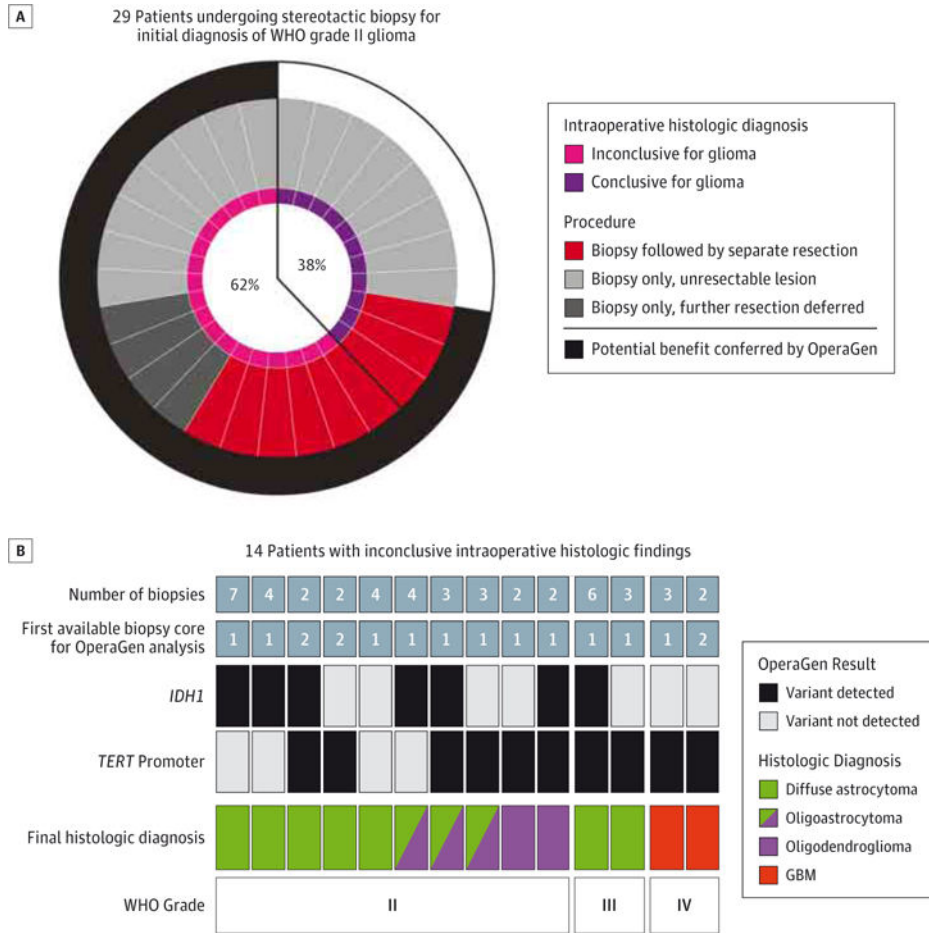 A
29 Patients undergoing stereotactic biopsy for
initial diagnosis of WHO grade II glioma
62%
38%
Intraoperative histologic diagnosis
Inconclusive for glioma
Conclusive for glioma
Procedure
Biopsy followed by separate resection
Biopsy only, unresectable lesion
Biopsy only, further resection deferred
Potential benefit conferred by OperaGen
B
14 Patients with inconclusive intraoperative histologic findings
Number of biopsies 7 4 2 2 4 4 3 3 2 2 6 3 3 2
First available biopsy core
for OperaGen analysis 1 1 2 2 1 1 1 1 1 1 1 1 1 2
IDH1
TERT Promoter
Final histologic diagnosis
WHO Grade II III IV
OperaGen Result
Variant detected
Variant not detected
Histologic Diagnosis
Diffuse astrocytoma
Oligoastrocytoma
Oligodendroglioma
GBM